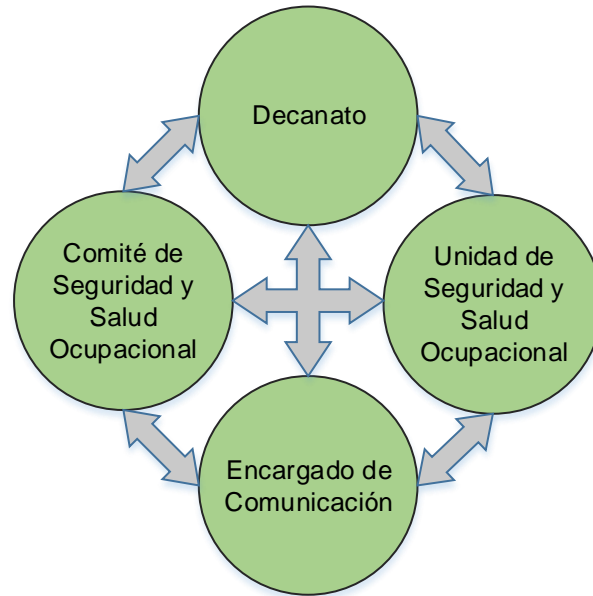 Decanato
Comité de
Seguridad y
Salud
Ocupacional
Unidad de
Seguridad y
Salud
Ocupacional
Encargado de
Comunicación